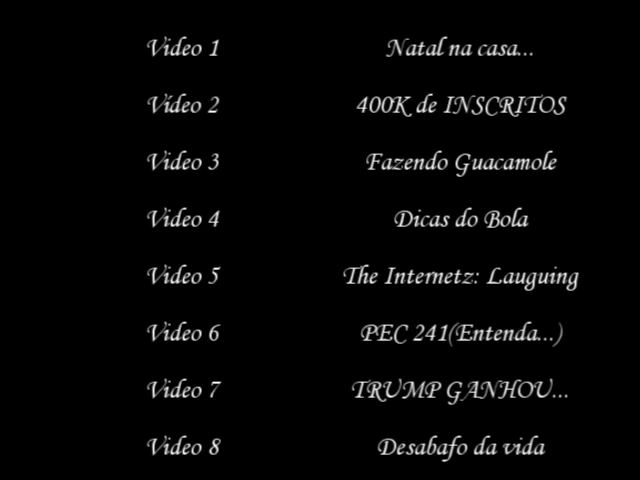 Video 1 Natal na casa...
Vídeo 2 400K de INSCRITOS
Video 3 Fazendo Guacamole
Video 4 Dicas do Bola
Video 5 The Internetz: Lauguing
Video 6 PEC 241(Entenda...)
Video 7 TRUMP GANHOU...
Video 8 Desabafo da vida